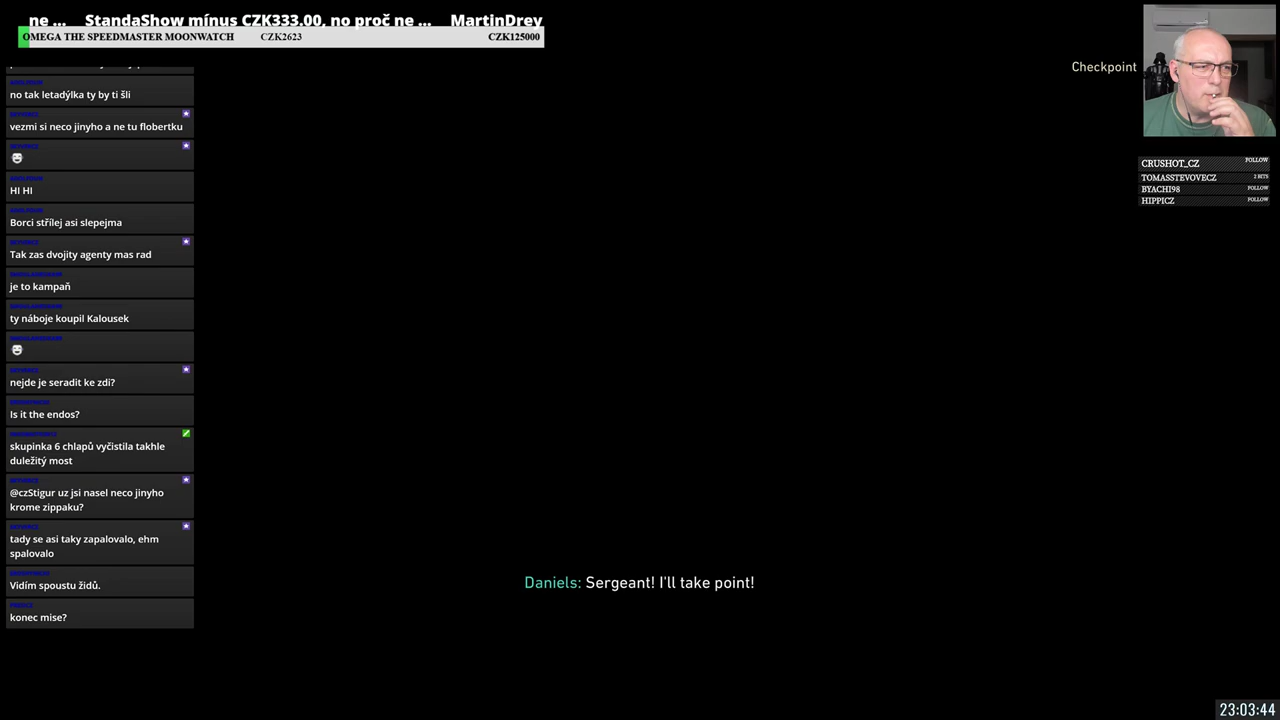 ne ...    StandaShow mínus CZK333.00, no proč ne ...    MartinDrey
OMEGA THE SPEEDMASTER MOONWATCH CZK2623 CZK125000
Checkpoint
no tak letadýlka ty by ti šli
vezmi si neco jinyho a ne tu flobertku
HI HI
Borci střílej asi slepejma
Tak zas dvojity agenty mas rad
je to kampaň
ty náboje koupil Kalousek
nejde je seradit ke zdi?
Is it the endos?
skupinka 6 chlapů vyčistila takhle
duležitý most
@czStigur uz jsi nasel neco jinyho
krome zippaku?
tady se asi taky zapalovalo, ehm
spalovalo
Vidím spoustu židů.
konec mise?
CRUSHOT_CZ FOLLOW
TOMASSTEVOVECZ 2 BITS
BYACHI98 FOLLOW
HIPPICZ FOLLOW
Daniels: Sergeant! I'll take point!
23:03:44